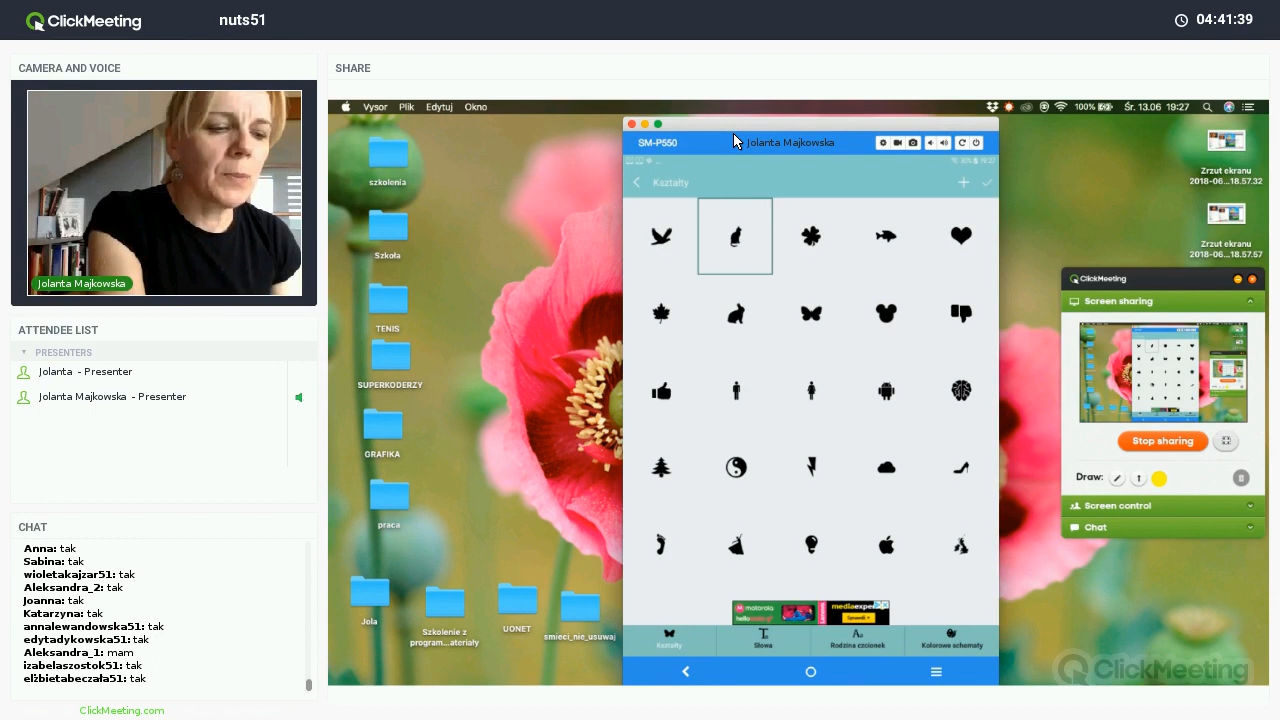 ClickMeeting
nuts51
04:41:39
CAMERA AND VOICE
Jolanta Majkowska
ATTENDEE LIST
PRESENTERS
Jolanta - Presenter
Jolanta Majkowska - Presenter
CHAT
Anna: tak
Sabina: tak
wioletakajzar51: tak
Aleksandra_2: tak
Joanna: tak
Katarzyna: tak
annalewandowska51: tak
edytadykowska51: tak
Aleksandra_1: mam
izabelaszostok51: tak
elżbietabeczała51: tak
ClickMeeting.com
SHARE
Vysor Plik Edytuj Okno
100% Śr. 13.06 19:27
szkolenia
Szkoła
TENIS
SUPERKODERZY
GRAFIKA
praca
Jola
Szkolenie z
program...ateriały
UONET
smieci_nie_usuwaj
SM-P550
Jolanta Majkowska
Kształty
motorola
Lenovo
mediaexpert
Sprawdź
Kształty
Słowa
Rodzina czcionek
Kolorowe schematy
Zrzut ekranu
2018-06...18.57.32
Zrzut ekranu
2018-06...18.57.57
ClickMeeting
Screen sharing
Stop sharing
Draw:
Screen control
Chat
ClickMeeting